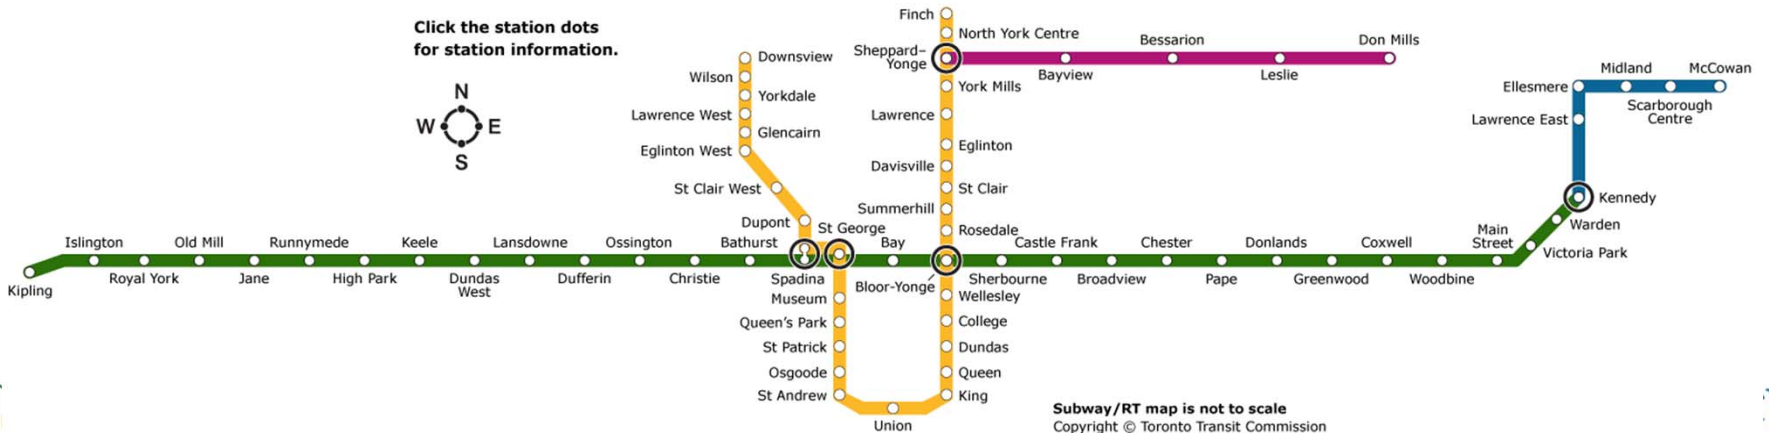 Click the station dots
for station information.
N
W E
S
Downsview
Wilson
Yorkdale
Lawrence West
Glencairn
Eglinton West
St Clair West
Dupont
St George
Finch
North York Centre
Sheppard–
Yonge
York Mills
Lawrence
Eglinton
Davisville
St Clair
Summerhill
Rosedale
Bayview
Bessarion
Leslie
Don Mills
Ellesmere
Midland
McCowan
Scarborough
Centre
Lawrence East
Kennedy
Warden
Victoria Park
Main
Street
Kipling
Islington
Royal York
Old Mill
Jane
Runnymede
High Park
Keele
Dundas
West
Lansdowne
Dufferin
Ossington
Christie
Bathurst
Spadina
Bay
Bloor-Yonge
Sherbourne
Castle Frank
Broadview
Chester
Pape
Donlands
Greenwood
Coxwell
Woodbine
Museum
Queen's Park
St Patrick
Osgoode
St Andrew
Union
Wellesley
College
Dundas
Queen
King
Subway/RT map is not to scale
Copyright © Toronto Transit Commission